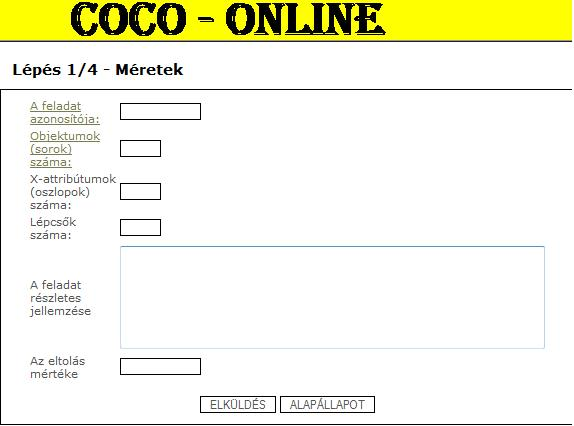 COCO - ONLINE
Lépés 1/4 - Méretek
A feladat
azonosítója:
Objektumok
(sorok)
száma:
X-attribútumok
(oszlopok)
száma:
Lépcsők
száma:
A feladat
részletes
jellemzése
Az eltolás
mértéke
ELKÜLDÉS ALAPÁLLAPOT